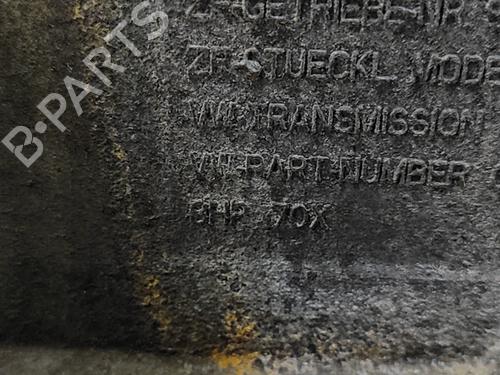 ZF-GETRIEBE-NR
ZF-STUECKL. MODE
VW TRANSMISSION
VW-PART-NUMBER
70X
B-PARTS